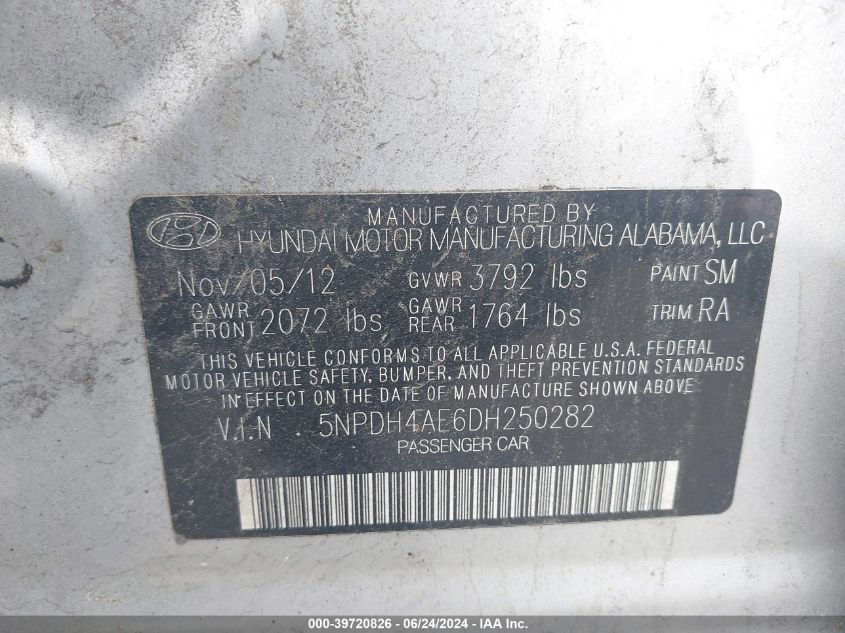 MANUFACTURED BY
HYUNDAI MOTOR MANUFACTURING ALABAMA, LLC
Nov/05/12 GVWR 3792 lbs PAINT SM
GAWR FRONT 2072 lbs GAWR REAR 1764 lbs TRIM RA
THIS VEHICLE CONFORMS TO ALL APPLICABLE U.S.A. FEDERAL
MOTOR VEHICLE SAFETY, BUMPER, AND THEFT PREVENTION STANDARDS
IN EFFECT ON THE DATE OF MANUFACTURE SHOWN ABOVE
V.I.N . 5NPDH4AE6DH250282
PASSENGER CAR
000-39720826 - 06/24/2024 - IAA Inc.